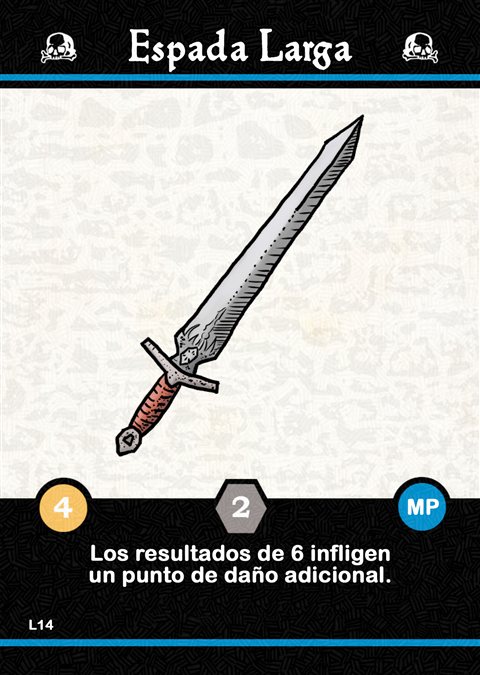 Espada Larga
4
2
MP
Los resultados de 6 infligen
un punto de daño adicional.
L14